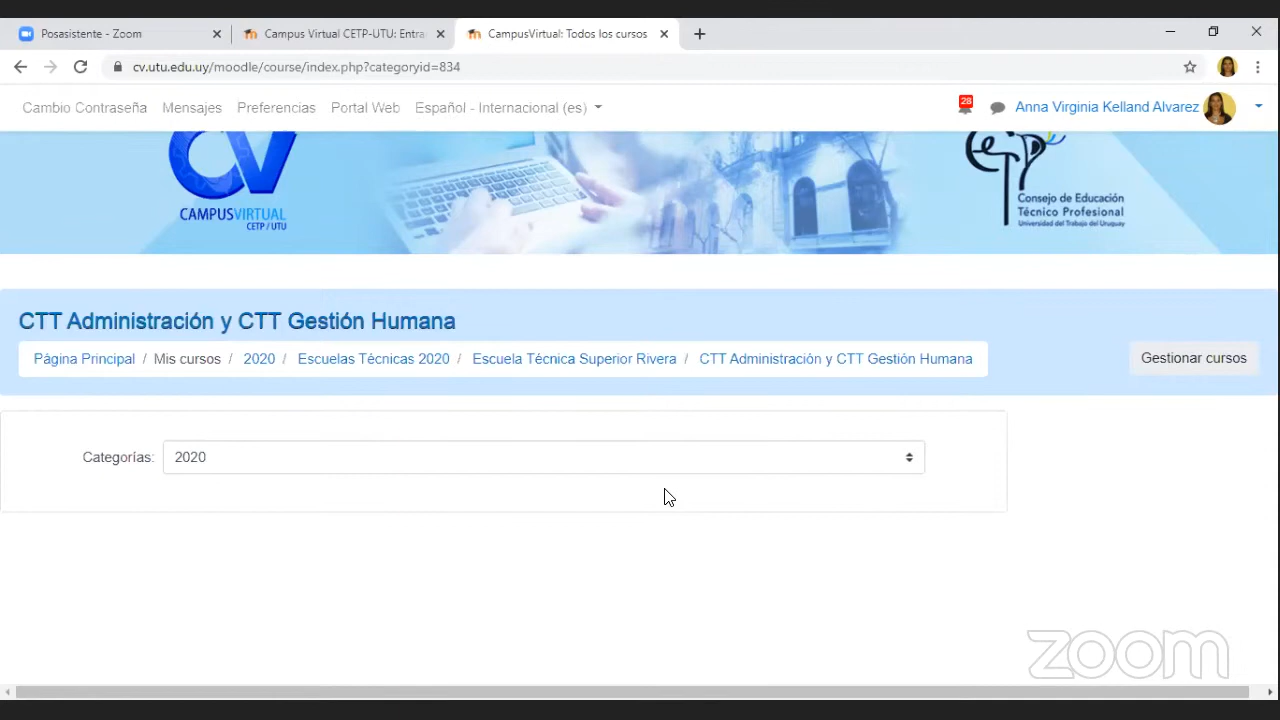 Posasistente - Zoom
Campus Virtual CETP-UTU: Entra
CampusVirtual: Todos los cursos
cv.utu.edu.uy/moodle/course/index.php?categoryid=834
Cambio Contraseña Mensajes Preferencias Portal Web Español - Internacional (es)
28
Anna Virginia Kelland Alvarez
CV
CAMPUSVIRTUAL
CETP / UTU
cETP
Consejo de Educación
Técnico Profesional
Universidad del Trabajo del Uruguay
CTT Administración y CTT Gestión Humana
Página Principal / Mis cursos / 2020 / Escuelas Técnicas 2020 / Escuela Técnica Superior Rivera / CTT Administración y CTT Gestión Humana
Gestionar cursos
Categorías: 2020
zoom